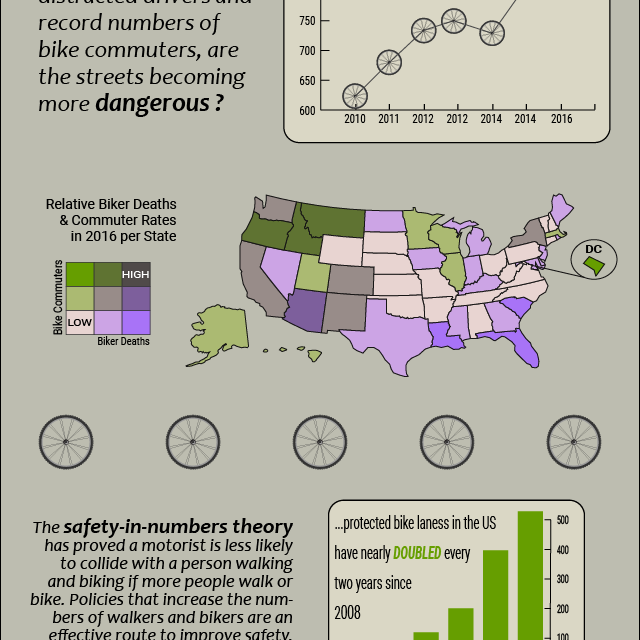 distracted drivers and
record numbers of
bike commuters, are
the streets becoming
more dangerous ?
750
700
650
600
2010 2011 2012 2012 2014 2014 2016
Relative Biker Deaths
& Commuter Rates
in 2016 per State
Bike Commuters
HIGH
LOW
Biker Deaths
DC
The safety-in-numbers theory
has proved a motorist is less likely
to collide with a person walking
and biking if more people walk or
bike. Policies that increase the num-
bers of walkers and bikers are an
effective route to improve safety.
...protected bike laness in the US
have nearly DOUBLED every
two years since
2008
500
400
300
200
100